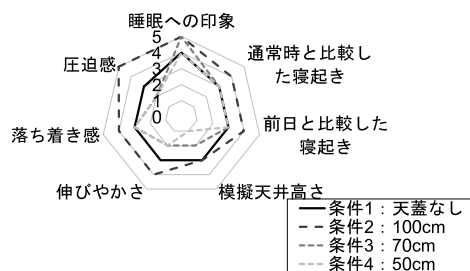 睡眠への印象
5
4
3
2
1
0
通常時と比較し
た寝起き
前日と比較した
寝起き
模擬天井高さ
伸びやかさ
落ち着き感
圧迫感
条件1：天蓋なし
条件2：100cm
条件3：70cm
条件4：50cm